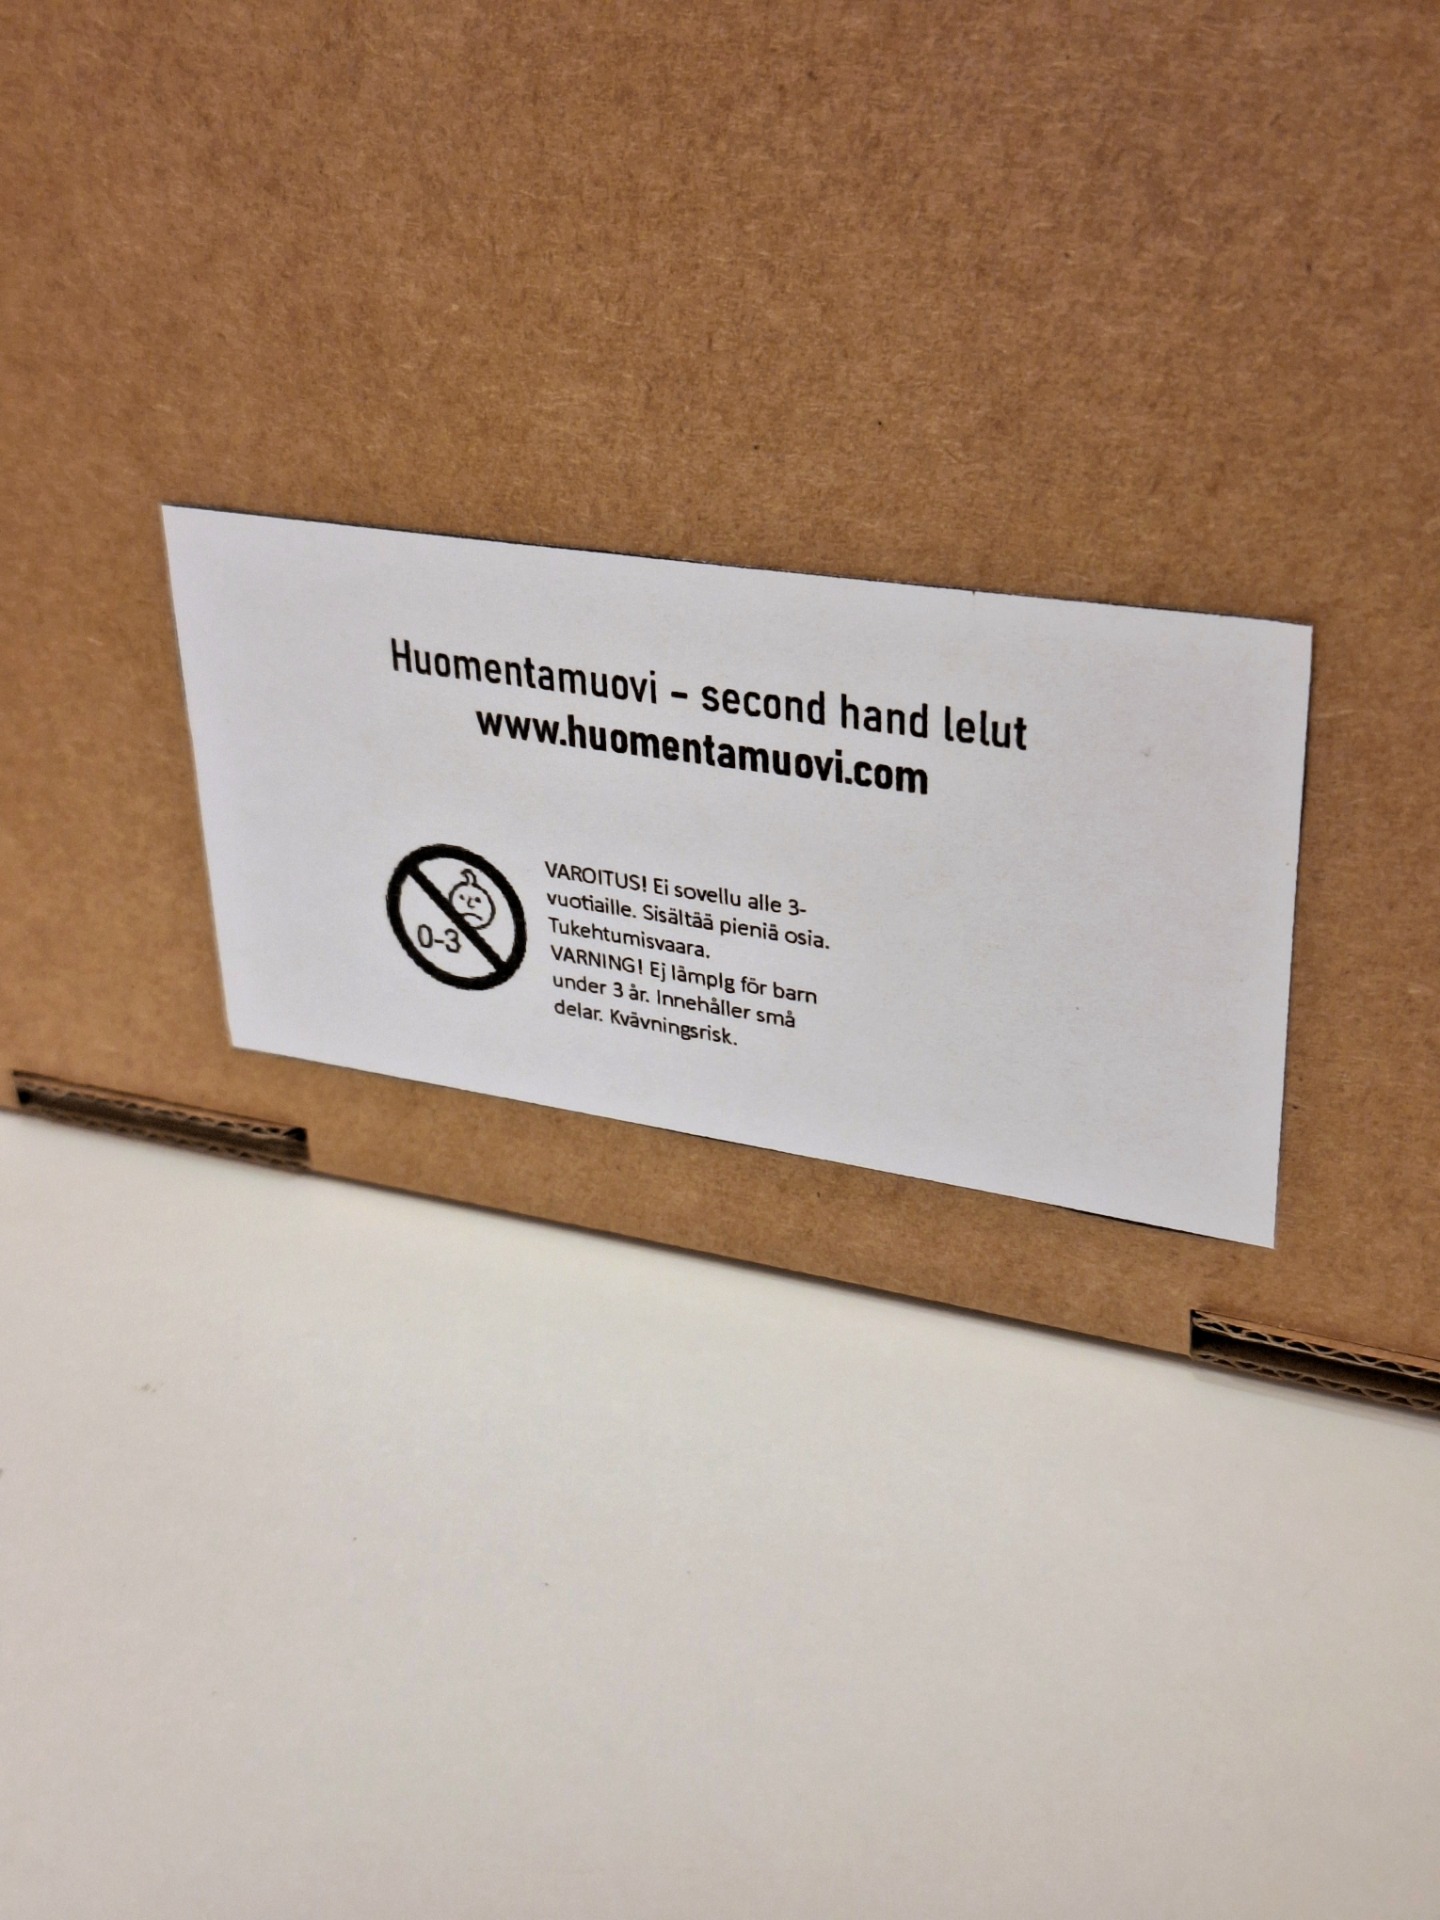 Huomentamuovi – second hand lelut
www.huomentamuovi.com
0-3
VAROITUS! Ei sovellu alle 3-
vuotiaille. Sisältää pieniä osia.
Tukehtumisvaara.
VARNING! Ej lämplg för barn
under 3 år. Innehåller små
delar. Kvävningsrisk.